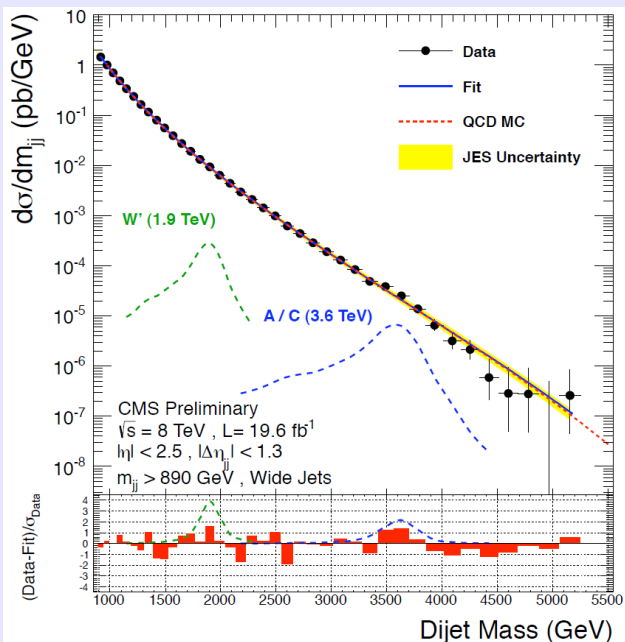 dσ/dm_jj (pb/GeV)
1
10^-1
10^-2
10^-3
10^-4
10^-5
10^-6
10^-7
10^-8
Data
Fit
QCD MC
JES Uncertainty
W' (1.9 TeV)
A / C (3.6 TeV)
CMS Preliminary
√s = 8 TeV , L= 19.6 fb^-1
|η| < 2.5 , |Δη_jj| < 1.3
m_jj > 890 GeV , Wide Jets
(Data-Fit)/σ_Data
4
3
2
1
0
-1
-2
-3
-4
1000 1500 2000 2500 3000 3500 4000 4500 5000 5500
Dijet Mass (GeV)